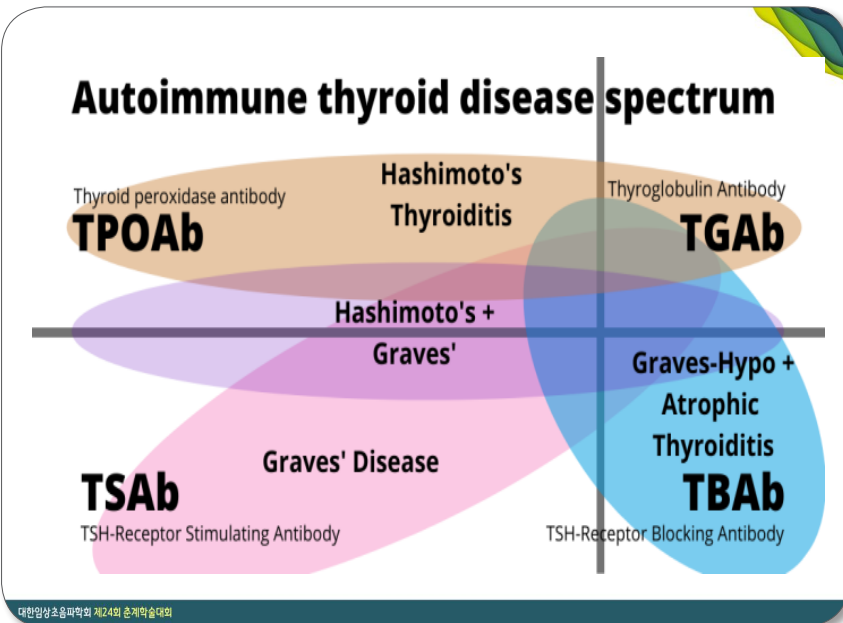 Autoimmune thyroid disease spectrum
Hashimoto's
Thyroiditis
Thyroid peroxidase antibody
TPOAb
Thyroglobulin Antibody
TGAb
Hashimoto's +
Graves'
Graves-Hypo +
Atrophic
Thyroiditis
Graves' Disease
TSAb
TSH-Receptor Stimulating Antibody
TBAb
TSH-Receptor Blocking Antibody
대한임상초음파학회 제24회 춘계학술대회